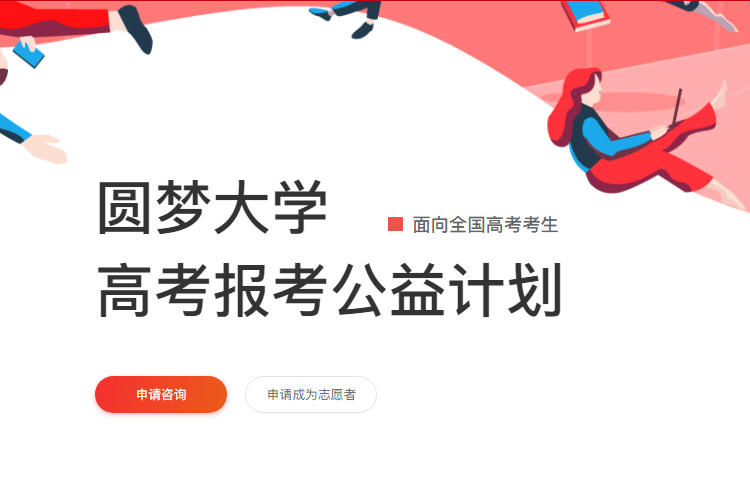 圆梦大学
面向全国高考考生
高考报考公益计划
申请咨询
申请成为志愿者